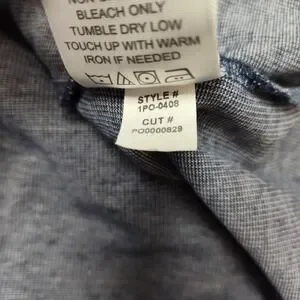 BLEACH ONLY
TUMBLE DRY LOW
TOUCH UP WITH WARM
IRON IF NEEDED
STYLE #
1PO-0408
CUT #
PO0000829